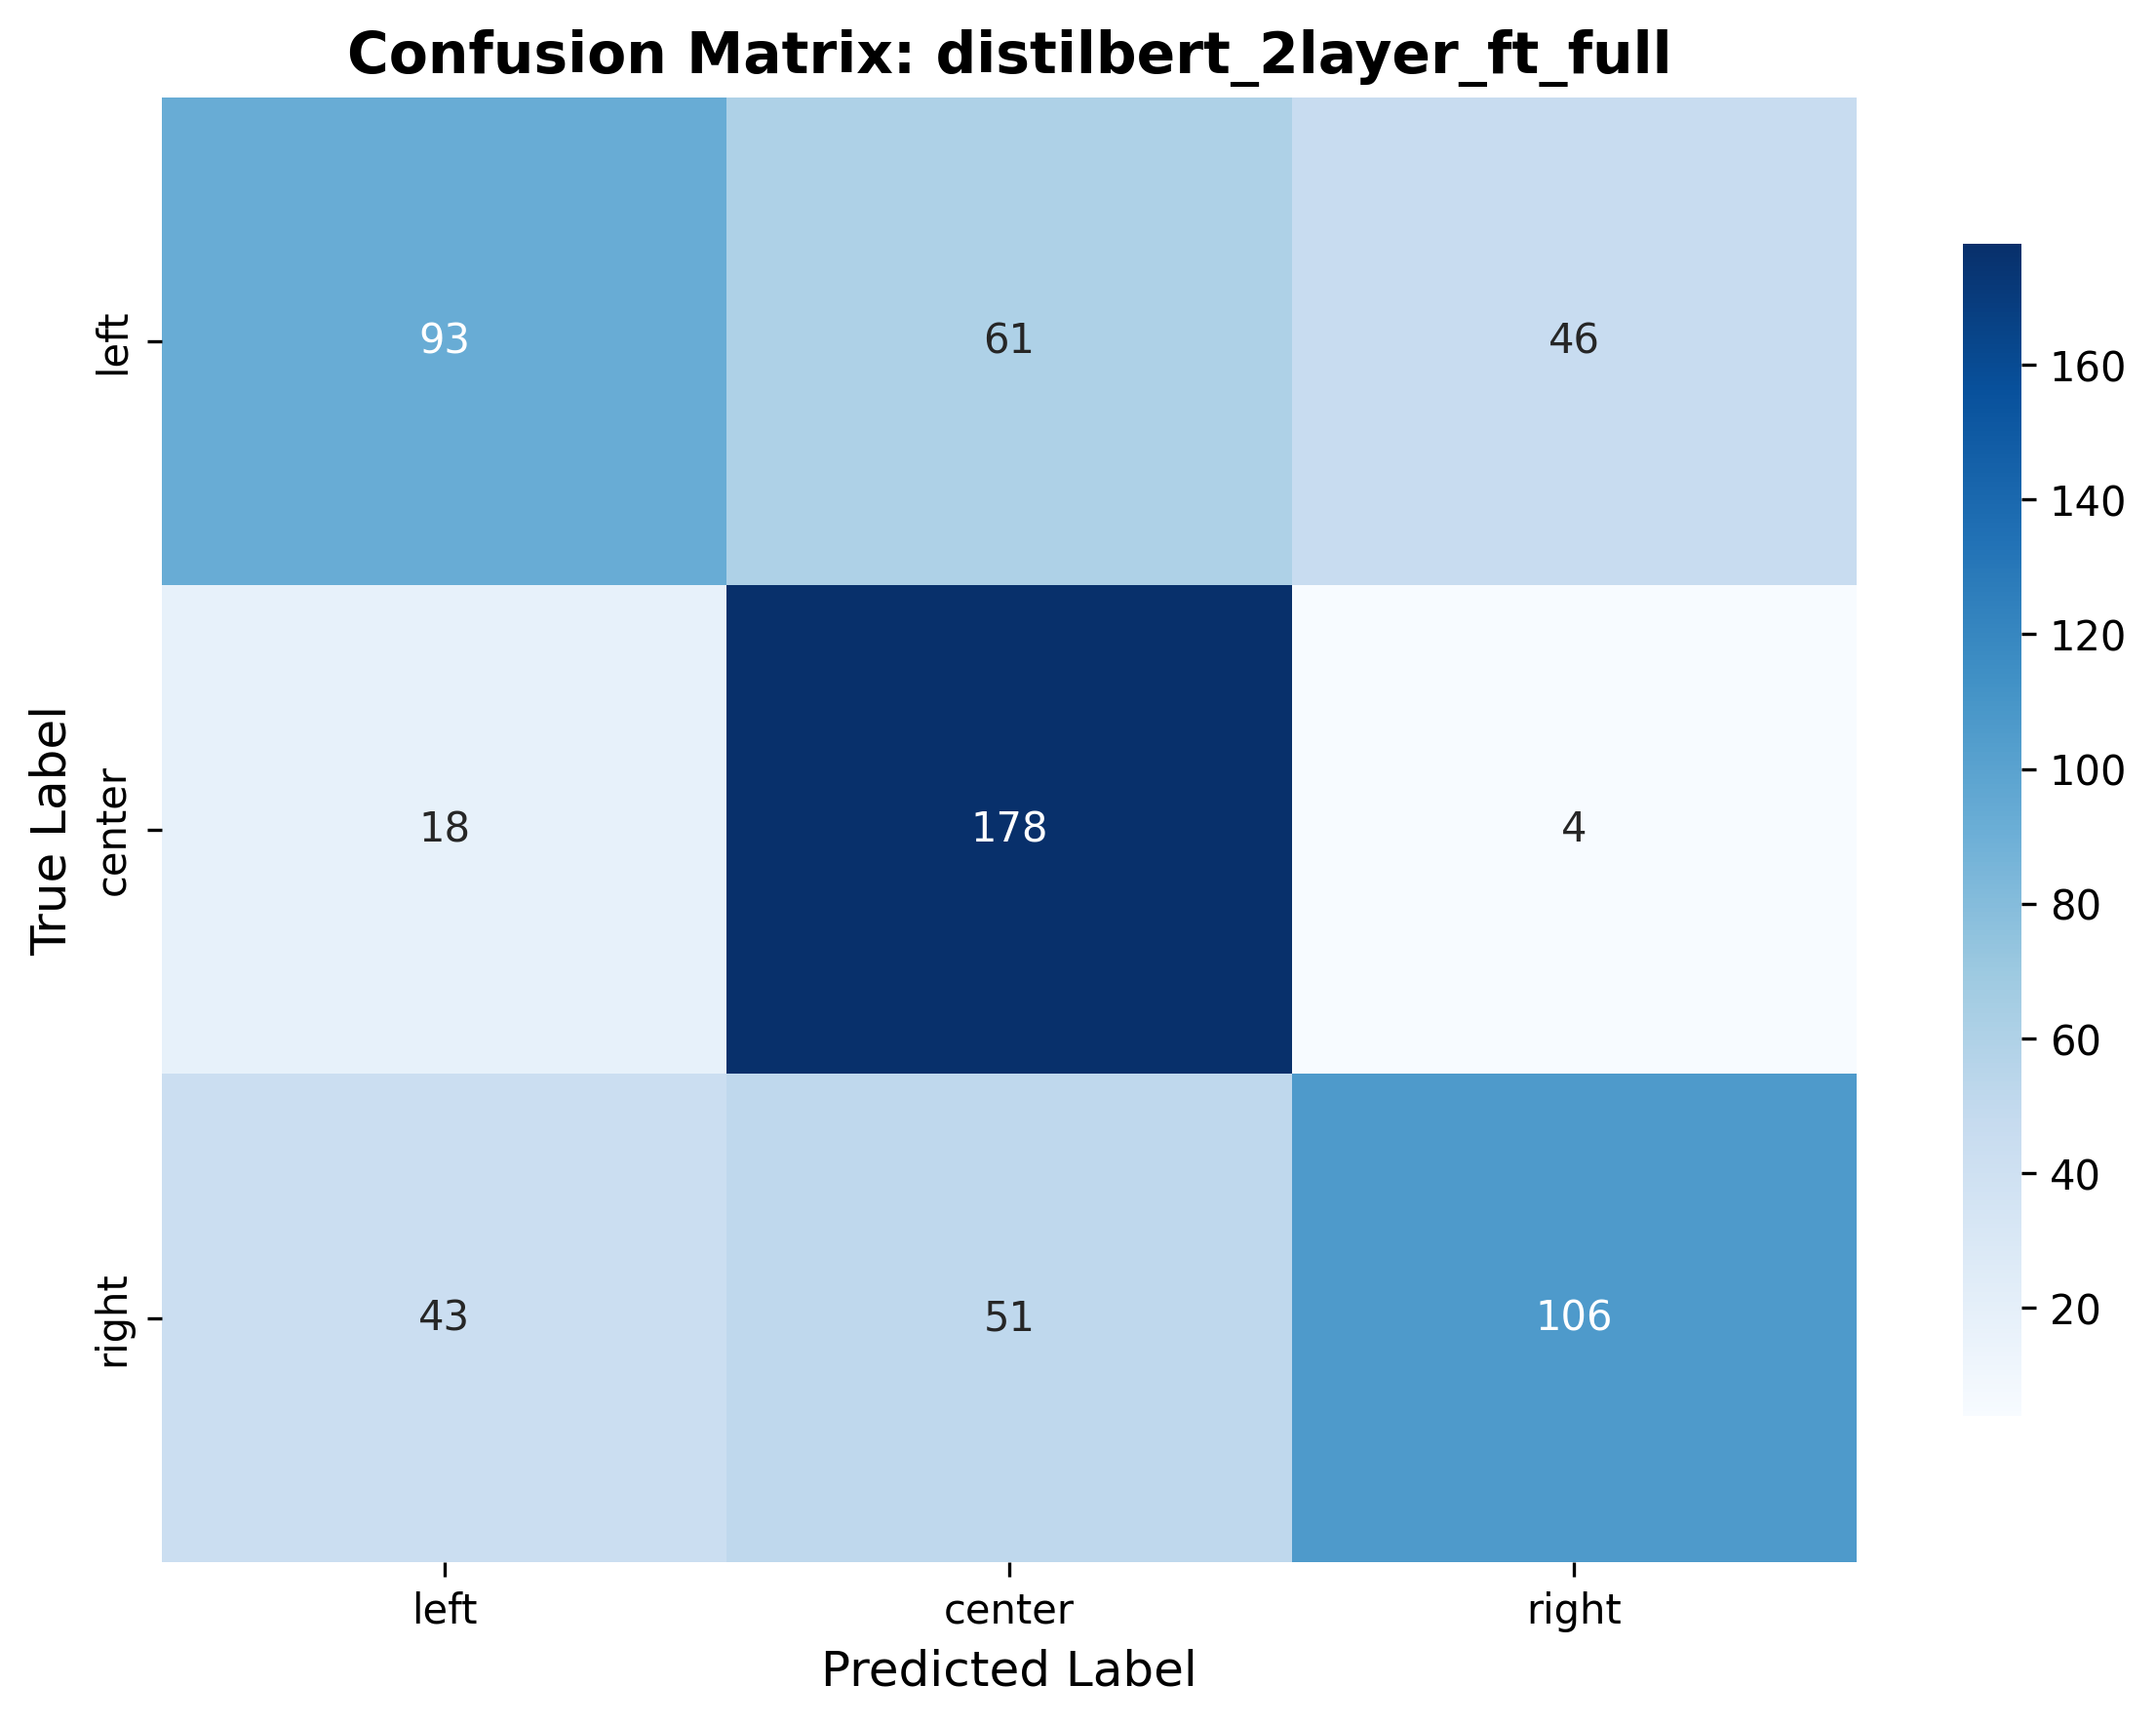 Confusion Matrix: distilbert_2layer_ft_full
True Label
left
93 61 46
center
18 178 4
right
43 51 106
left center right
Predicted Label
160
140
120
100
80
60
40
20